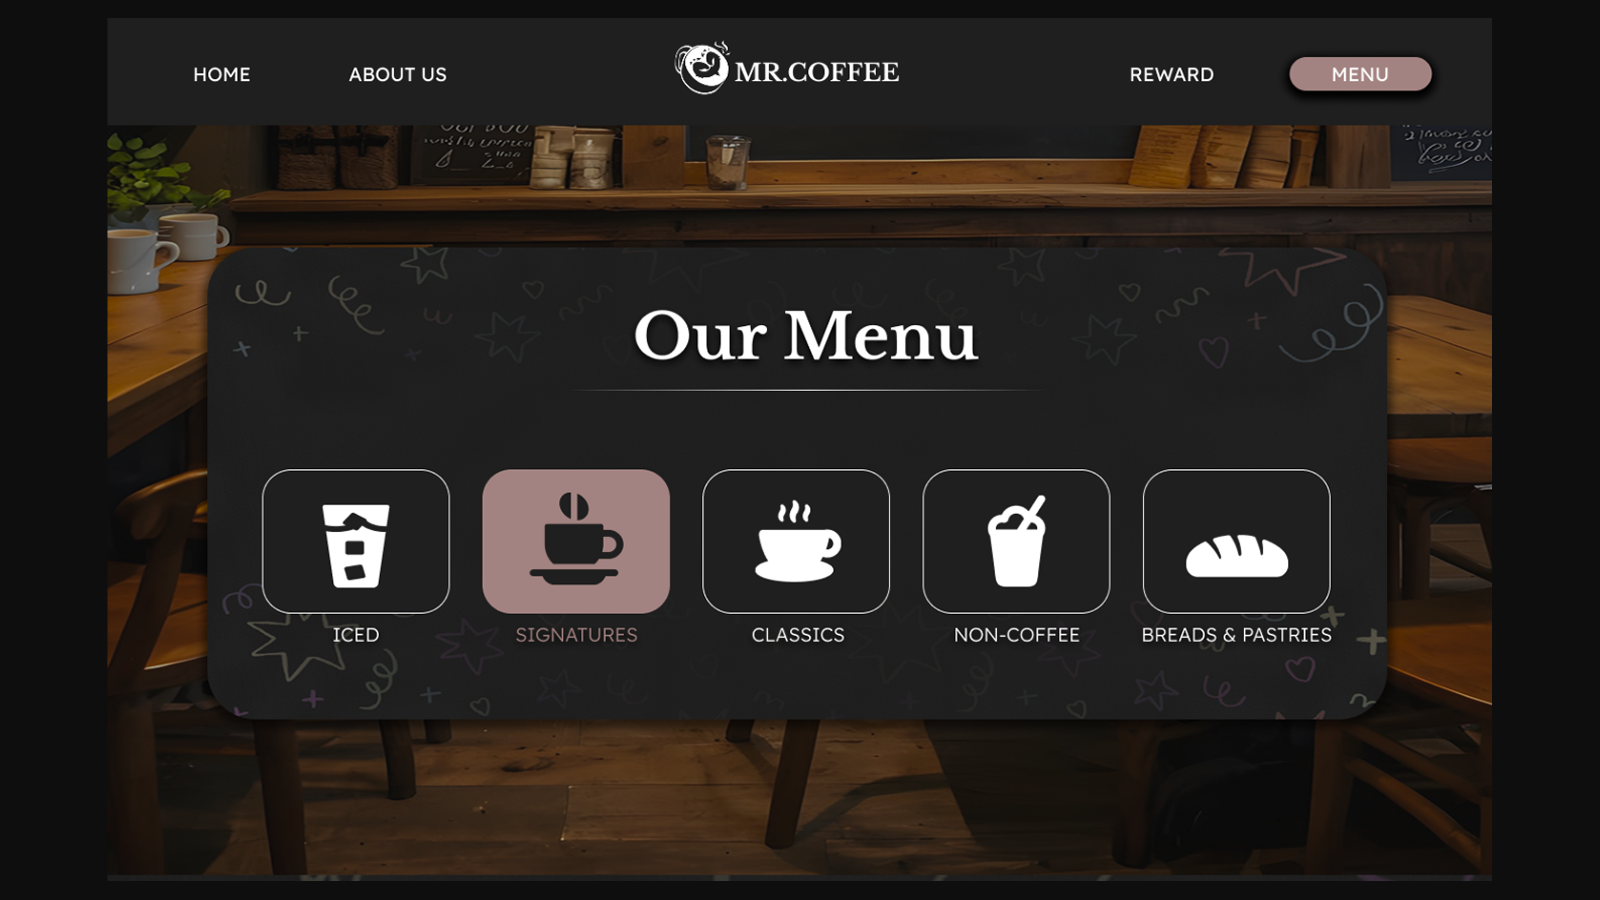 HOME
ABOUT US
MR.COFFEE
REWARD
MENU
Our Menu
ICED
SIGNATURES
CLASSICS
NON-COFFEE
BREADS & PASTRIES